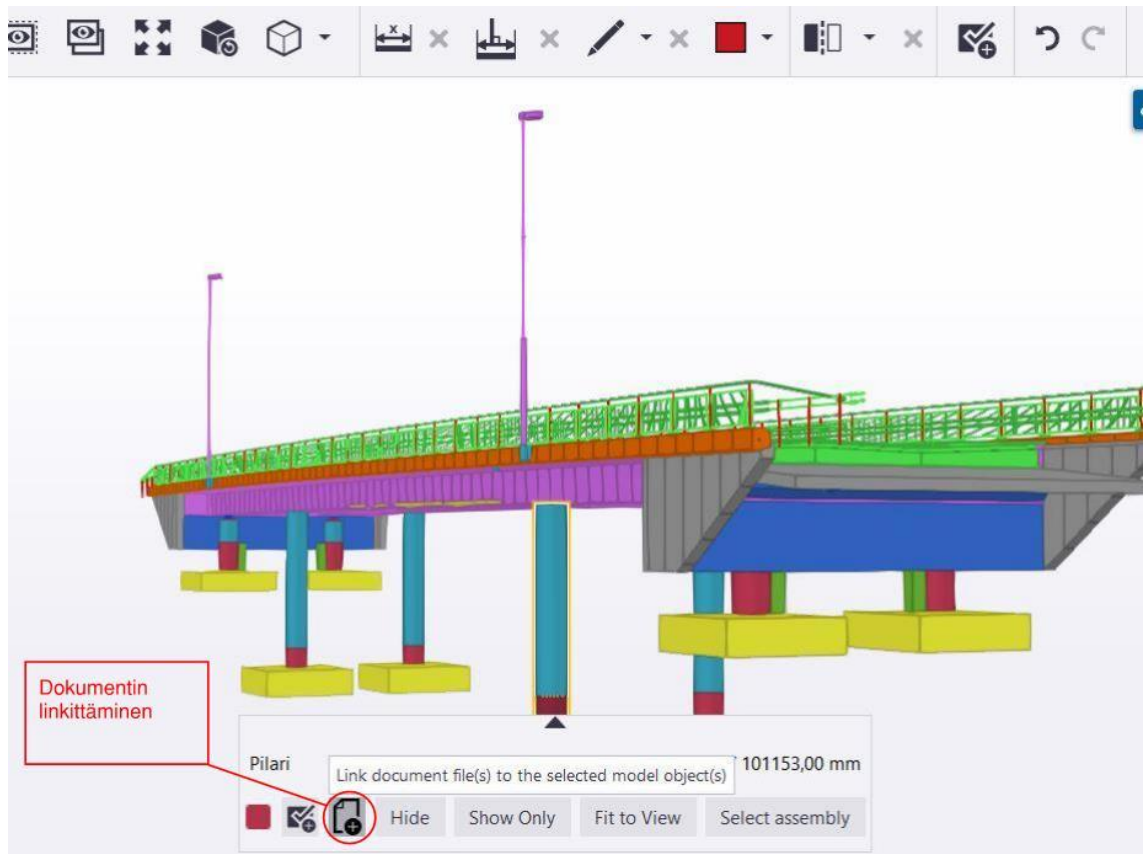 x
h
Dokumentin
linkittäminen
Pilari
Link document file(s) to the selected model object(s)
101153,00 mm
Hide
Show Only
Fit to View
Select assembly